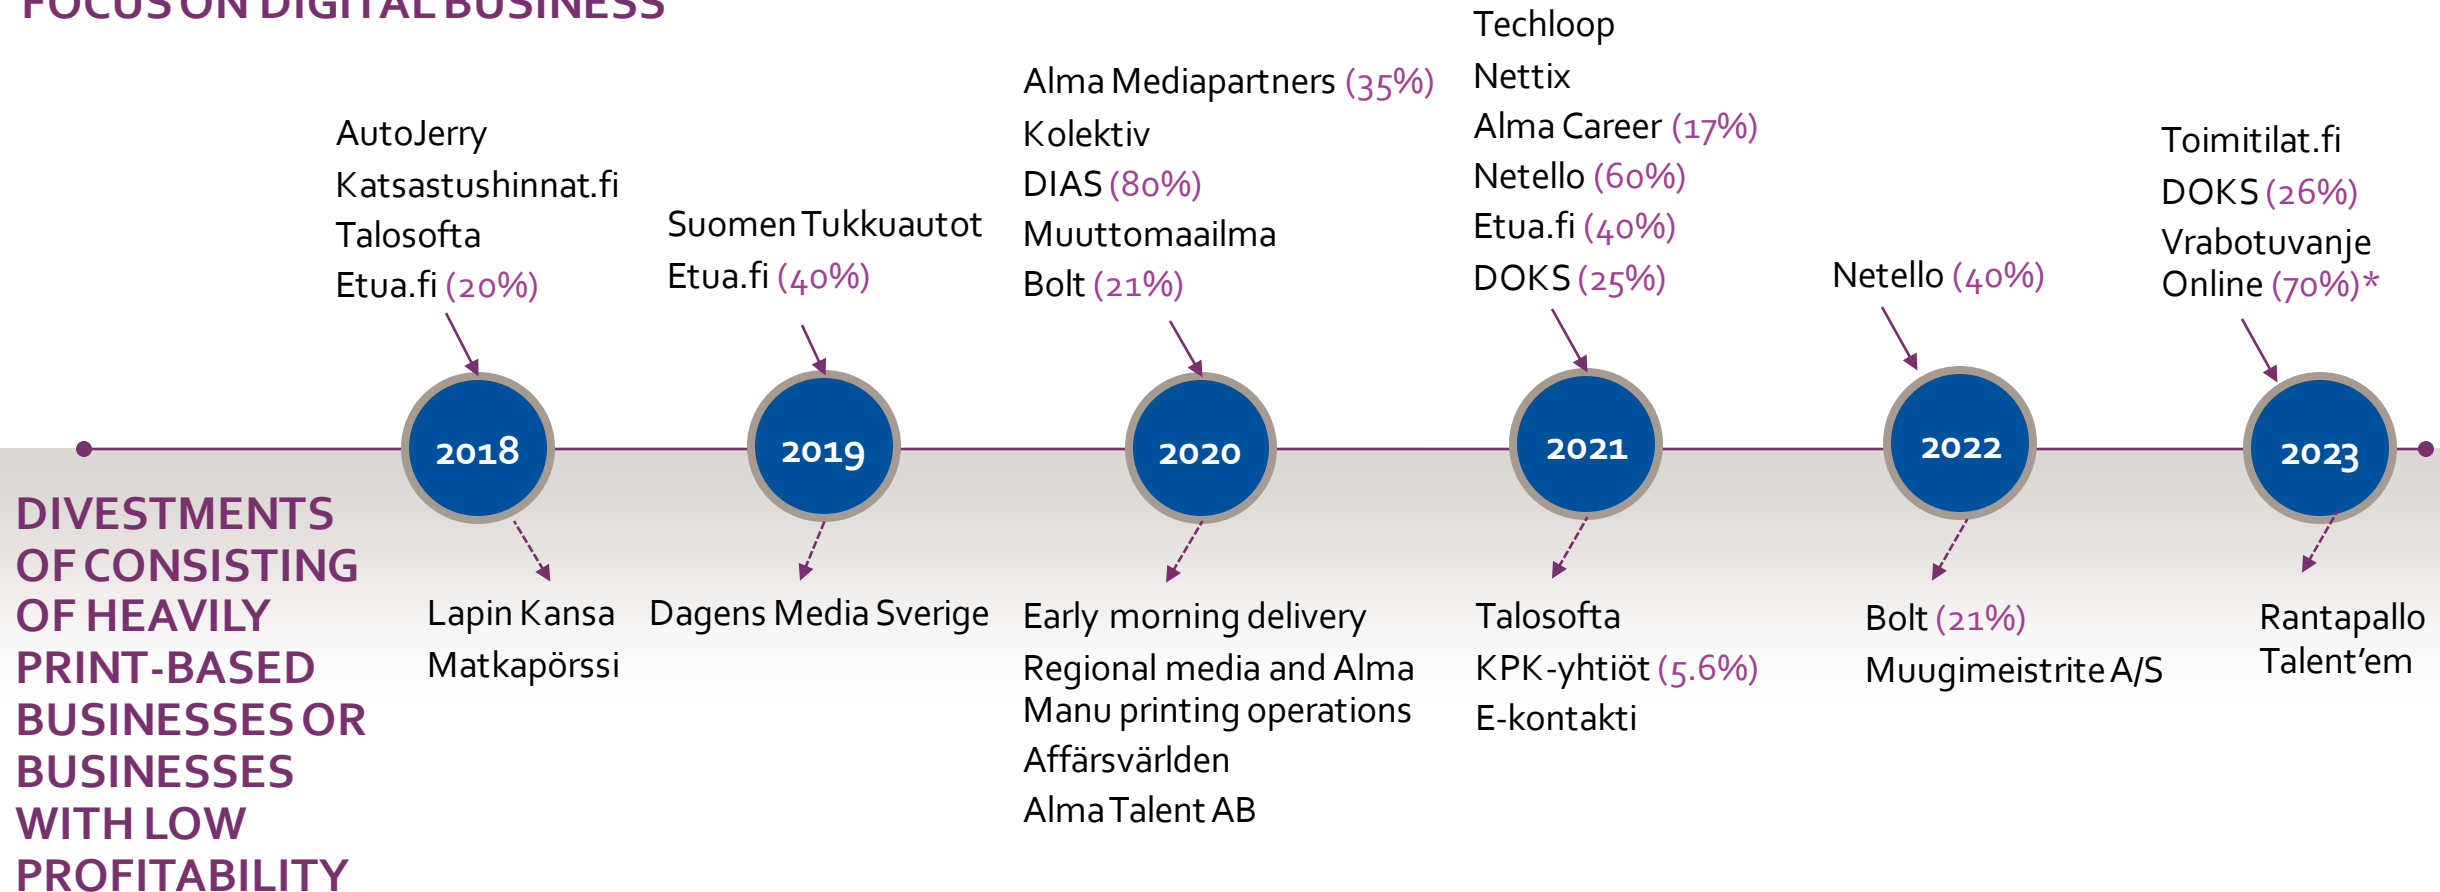 FOCUS ON DIGITAL BUSINESS
AutoJerry
Katsastushinnat.fi
Talosofta
Etua.fi (20%)
Suomen Tukkuautot
Etua.fi (40%)
Alma Mediapartners (35%)
Kolektiv
DIAS (80%)
Muuttomaailma
Bolt (21%)
Techloop
Nettix
Alma Career (17%)
Netello (60%)
Etua.fi (40%)
DOKS (25%)
Netello (40%)
Toimitilat.fi
DOKS (26%)
Vrabotuvanje
Online (70%)*
2018
2019
2020
2021
2022
2023
DIVESTMENTS
OF CONSISTING
OF HEAVILY
PRINT-BASED
BUSINESSES OR
BUSINESSES
WITH LOW
PROFITABILITY
Lapin Kansa
Matkapörssi
Dagens Media Sverige
Early morning delivery
Regional media and Alma
Manu printing operations
Affärsvärlden
Alma Talent AB
Talosofta
KPK-yhtiöt (5.6%)
E-kontakti
Bolt (21%)
Muugimeistrite A/S
Rantapallo
Talent’em